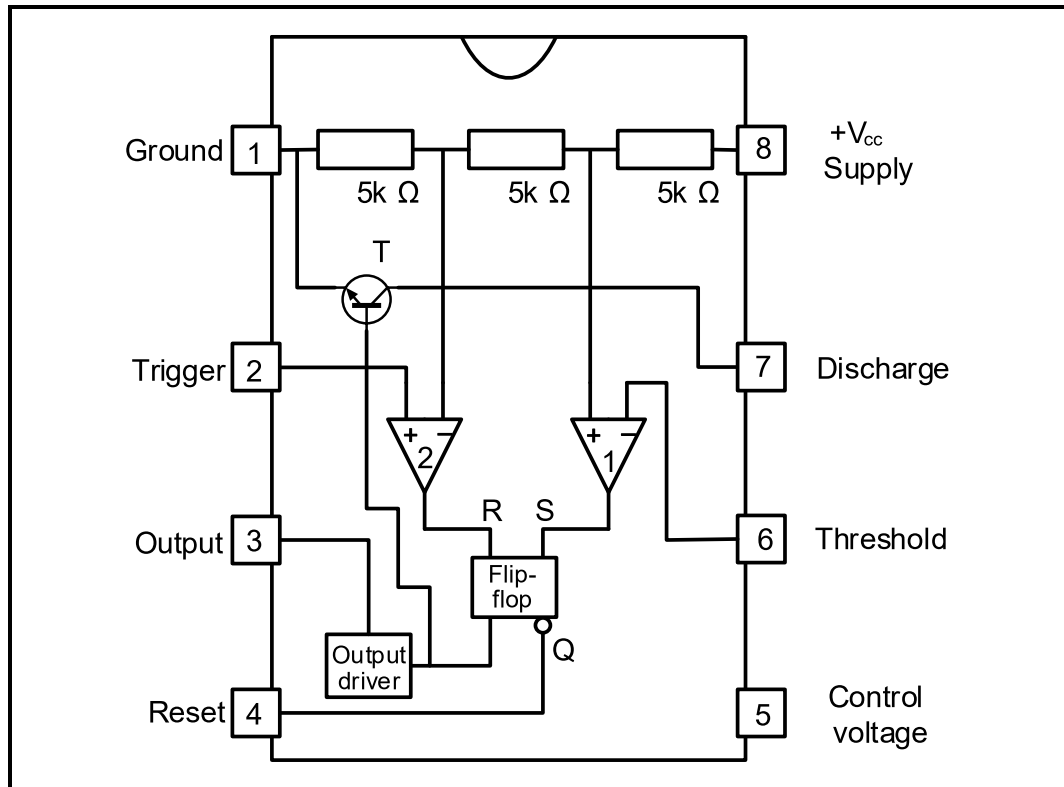 Ground 1
8 +Vcc
Supply
5k Ω 5k Ω 5k Ω
T
Trigger 2
7 Discharge
+ − + −
2 1
R S
Output 3
6 Threshold
Flip-
flop
Q
Output
driver
Reset 4
5 Control
voltage